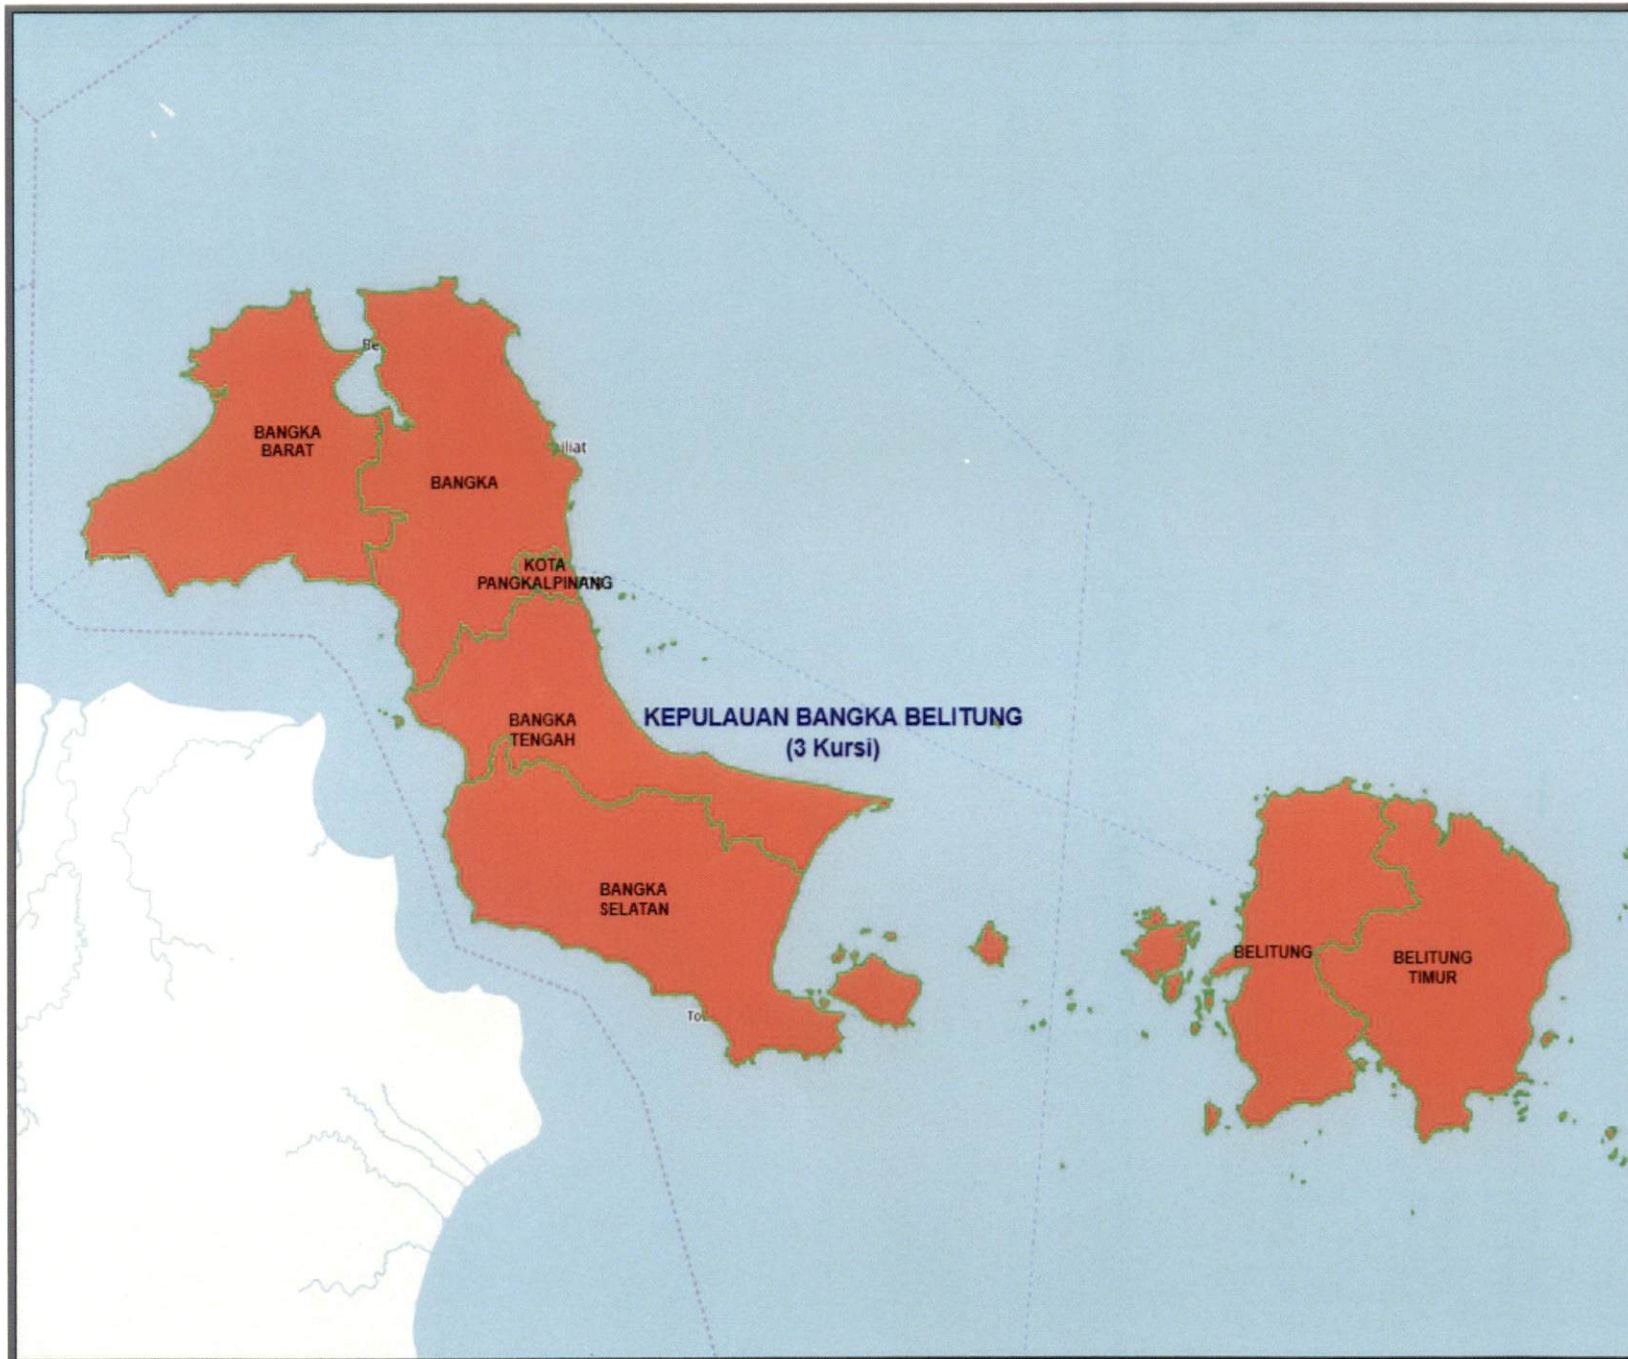 BANGKA
BARAT
BANGKA
KOTA
PANGKALPINANG
BANGKA
TENGAH
KEPULAUAN BANGKA BELITUNG
(3 Kursi)
BANGKA
SELATAN
BELITUNG
BELITUNG
TIMUR